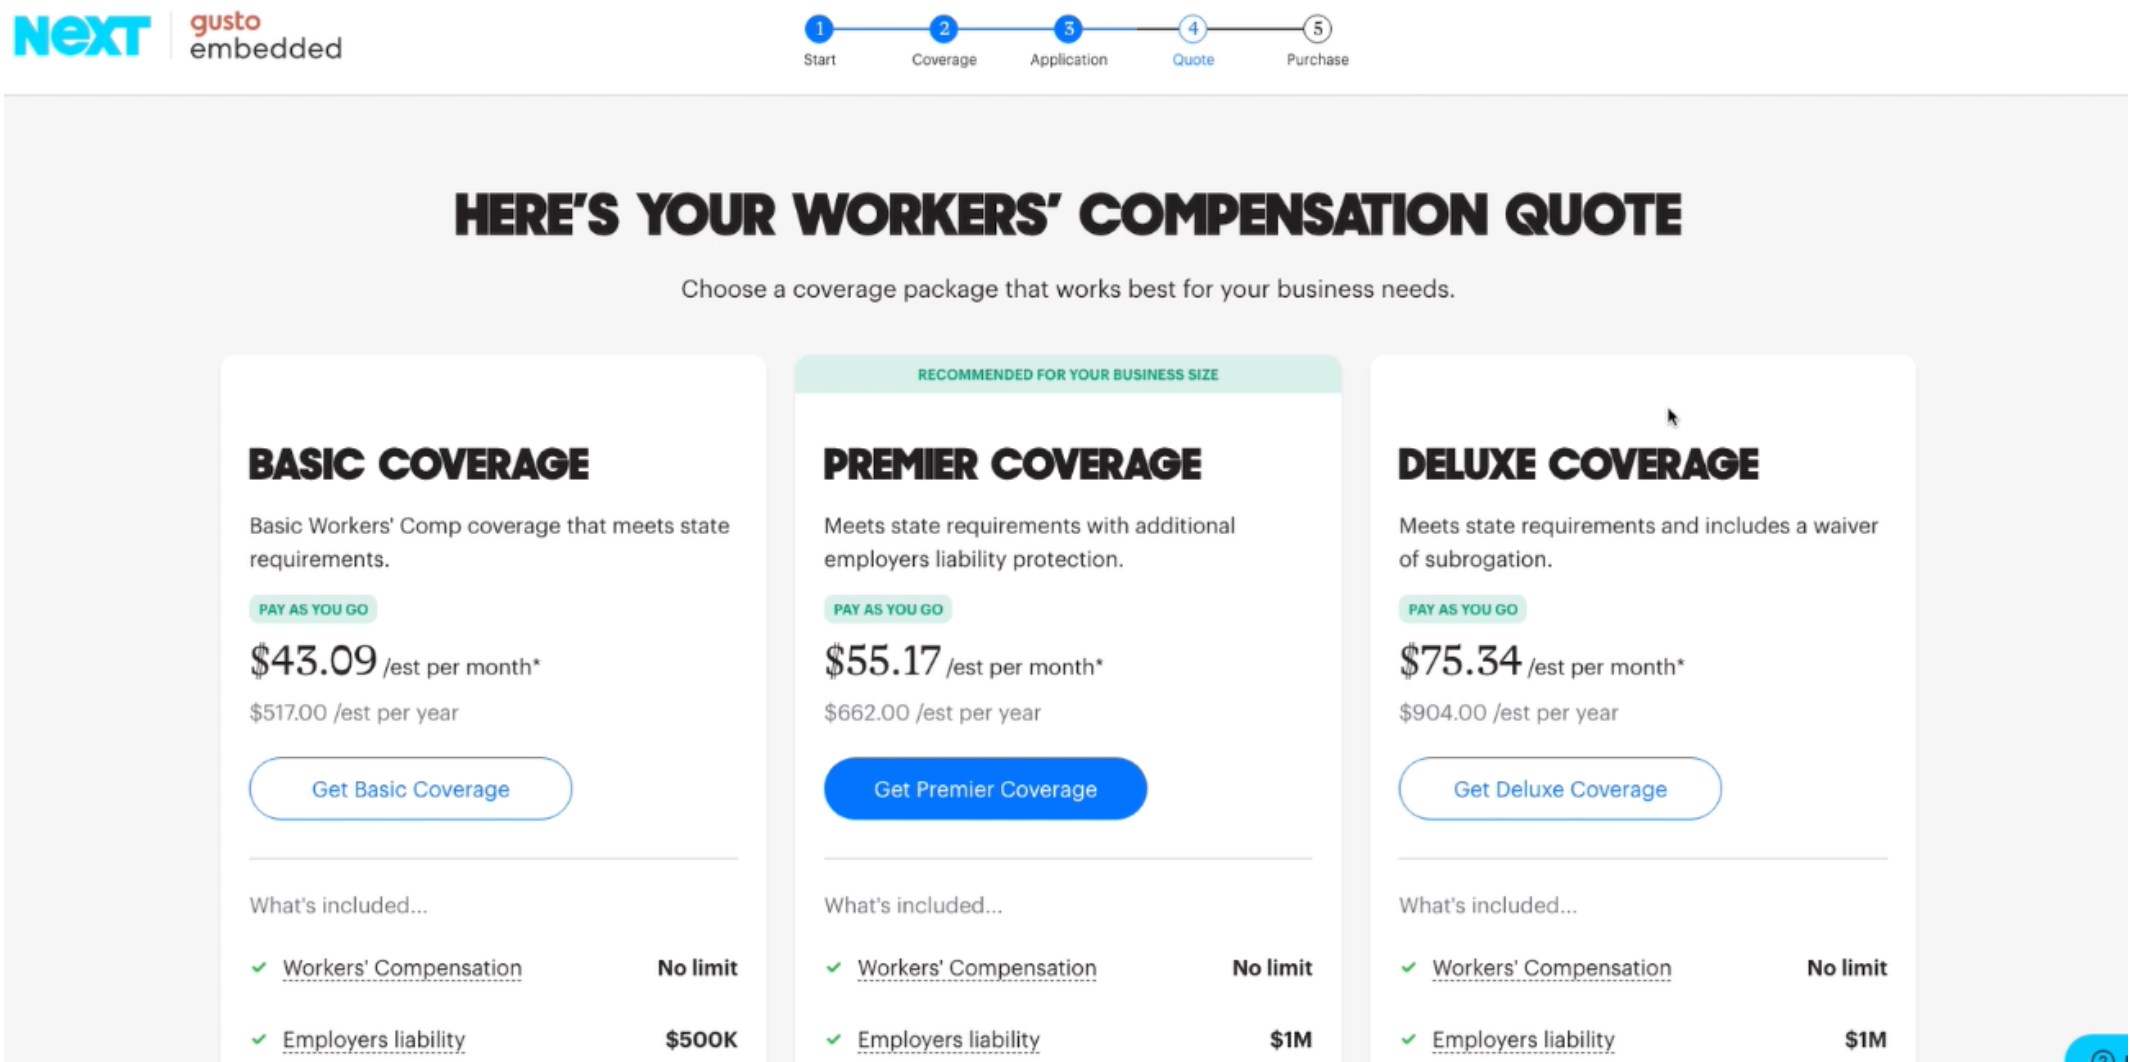 NEXT
gusto
embedded
1
2
3
4
5
Start
Coverage
Application
Quote
Purchase
HERE'S YOUR WORKERS' COMPENSATION QUOTE
Choose a coverage package that works best for your business needs.
BASIC COVERAGE
Basic Workers' Comp coverage that meets state
requirements.
PAY AS YOU GO
$43.09 /est per month*
$517.00 /est per year
Get Basic Coverage
What's included...
Workers' Compensation No limit
Employers liability $500K
RECOMMENDED FOR YOUR BUSINESS SIZE
PREMIER COVERAGE
Meets state requirements with additional
employers liability protection.
PAY AS YOU GO
$55.17 /est per month*
$662.00 /est per year
Get Premier Coverage
What's included...
Workers' Compensation No limit
Employers liability $1M
DELUXE COVERAGE
Meets state requirements and includes a waiver
of subrogation.
PAY AS YOU GO
$75.34 /est per month*
$904.00 /est per year
Get Deluxe Coverage
What's included...
Workers' Compensation No limit
Employers liability $1M